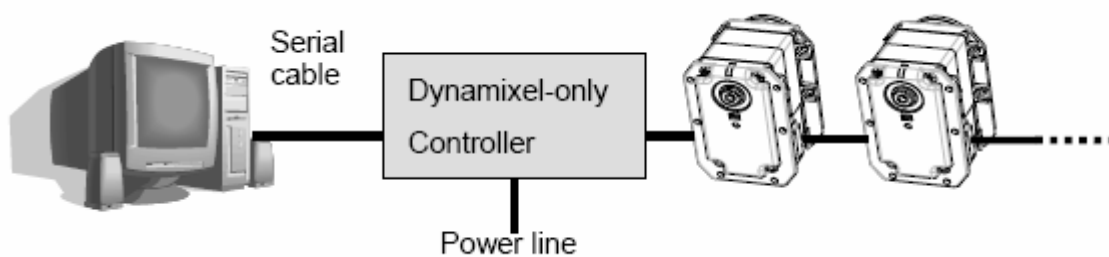 Serial
cable
Dynamixel-only
Controller
Power line